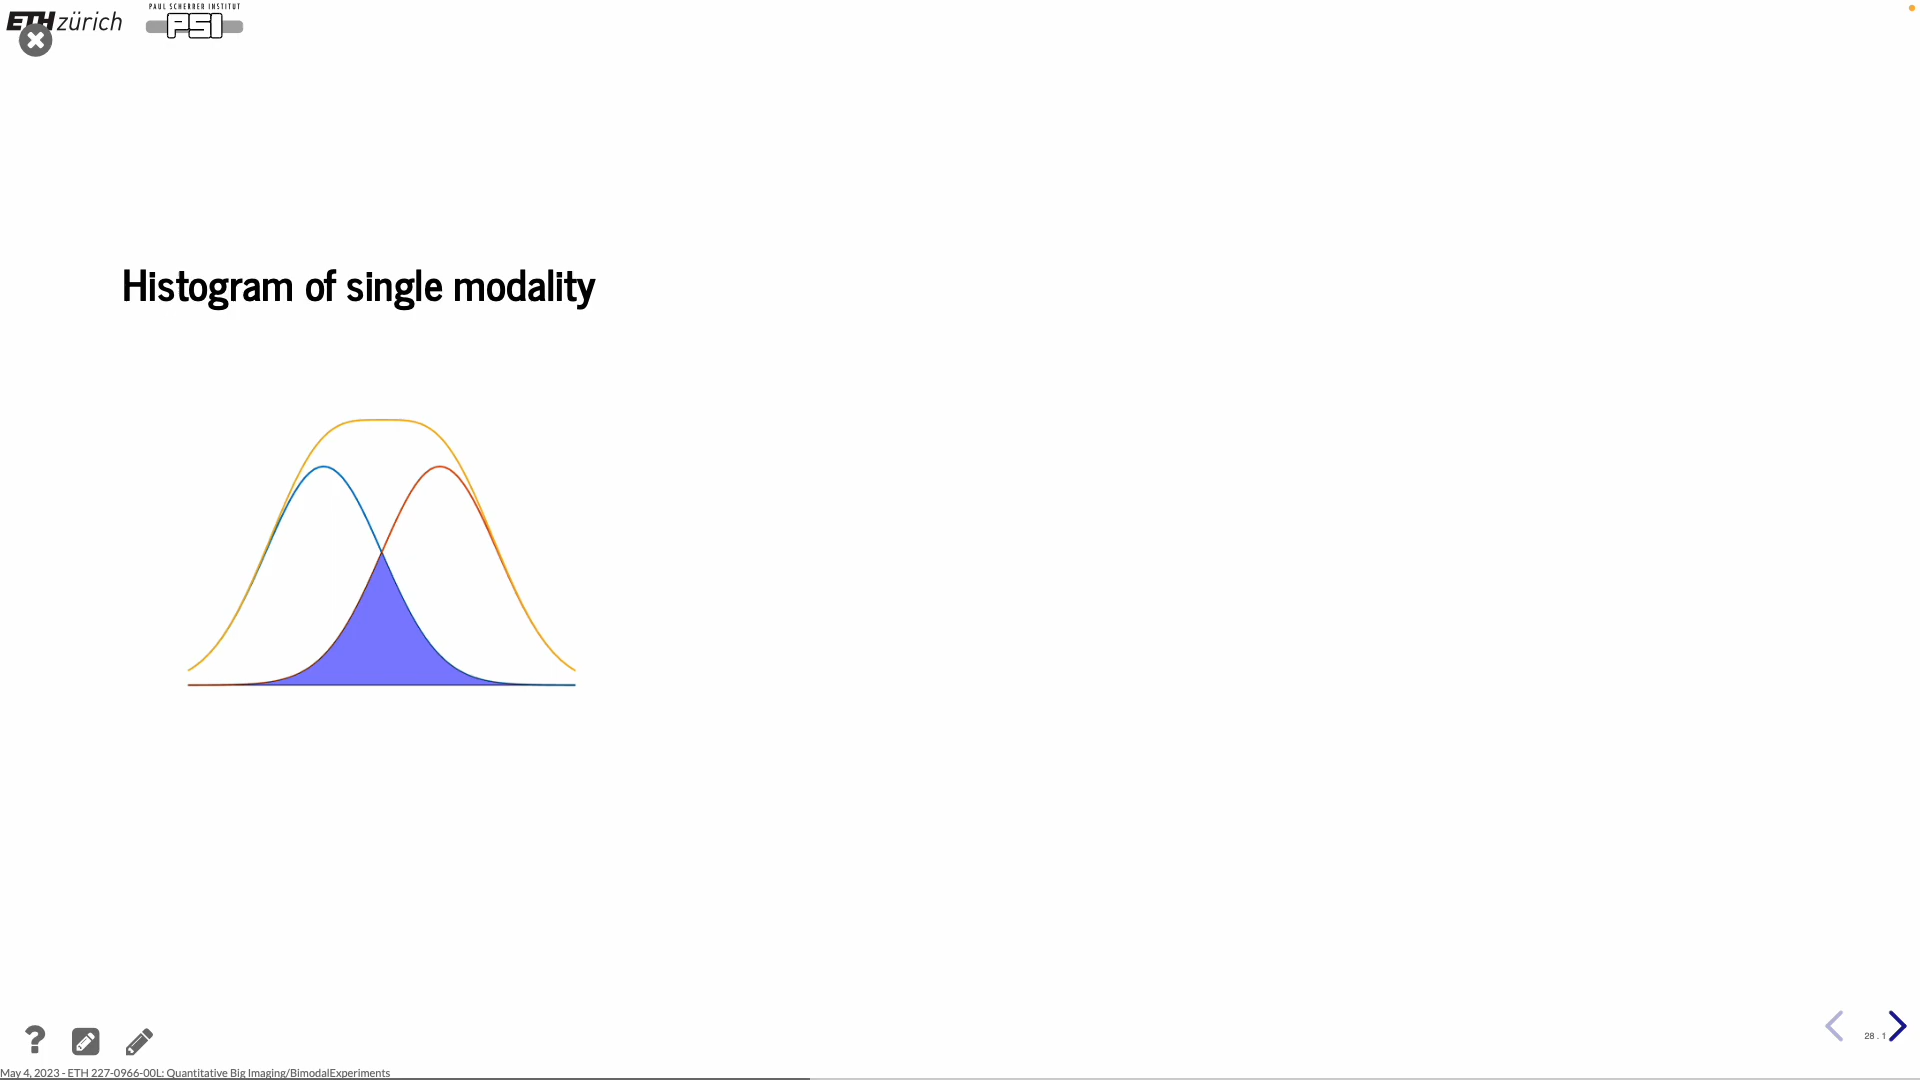 ETH zürich
PAUL SCHERRER INSTITUT
PSI
Histogram of single modality
?
28 . 1
May 4, 2023 - ETH 227-0966-00L: Quantitative Big Imaging/BimodalExperiments